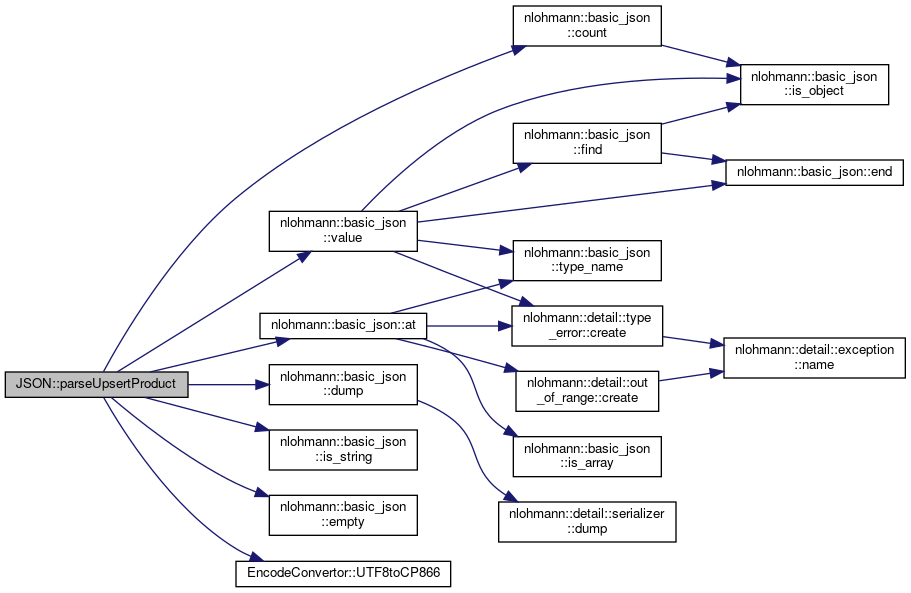 nlohmann::basic_json
::count
nlohmann::basic_json
::is_object
nlohmann::basic_json
::find
nlohmann::basic_json::end
nlohmann::basic_json
::value
nlohmann::basic_json
::type_name
nlohmann::basic_json::at
nlohmann::detail::type
_error::create
nlohmann::detail::exception
::name
JSON::parseUpsertProduct
nlohmann::basic_json
::dump
nlohmann::detail::out
_of_range::create
nlohmann::basic_json
::is_string
nlohmann::basic_json
::is_array
nlohmann::basic_json
::empty
nlohmann::detail::serializer
::dump
EncodeConvertor::UTF8toCP866